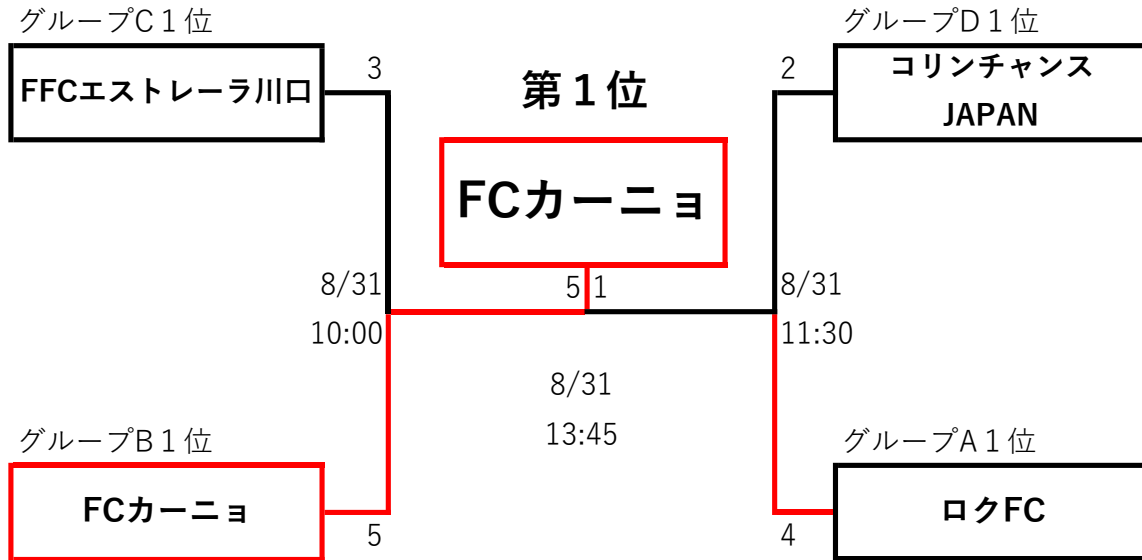 グループC１位
グループD１位
FFCエストレーラ川口
3
第１位
2
コリンチャンス
JAPAN
FCカーニョ
8/31
10:00
5
1
8/31
11:30
8/31
13:45
グループB１位
グループA１位
FCカーニョ
5
4
ロクFC